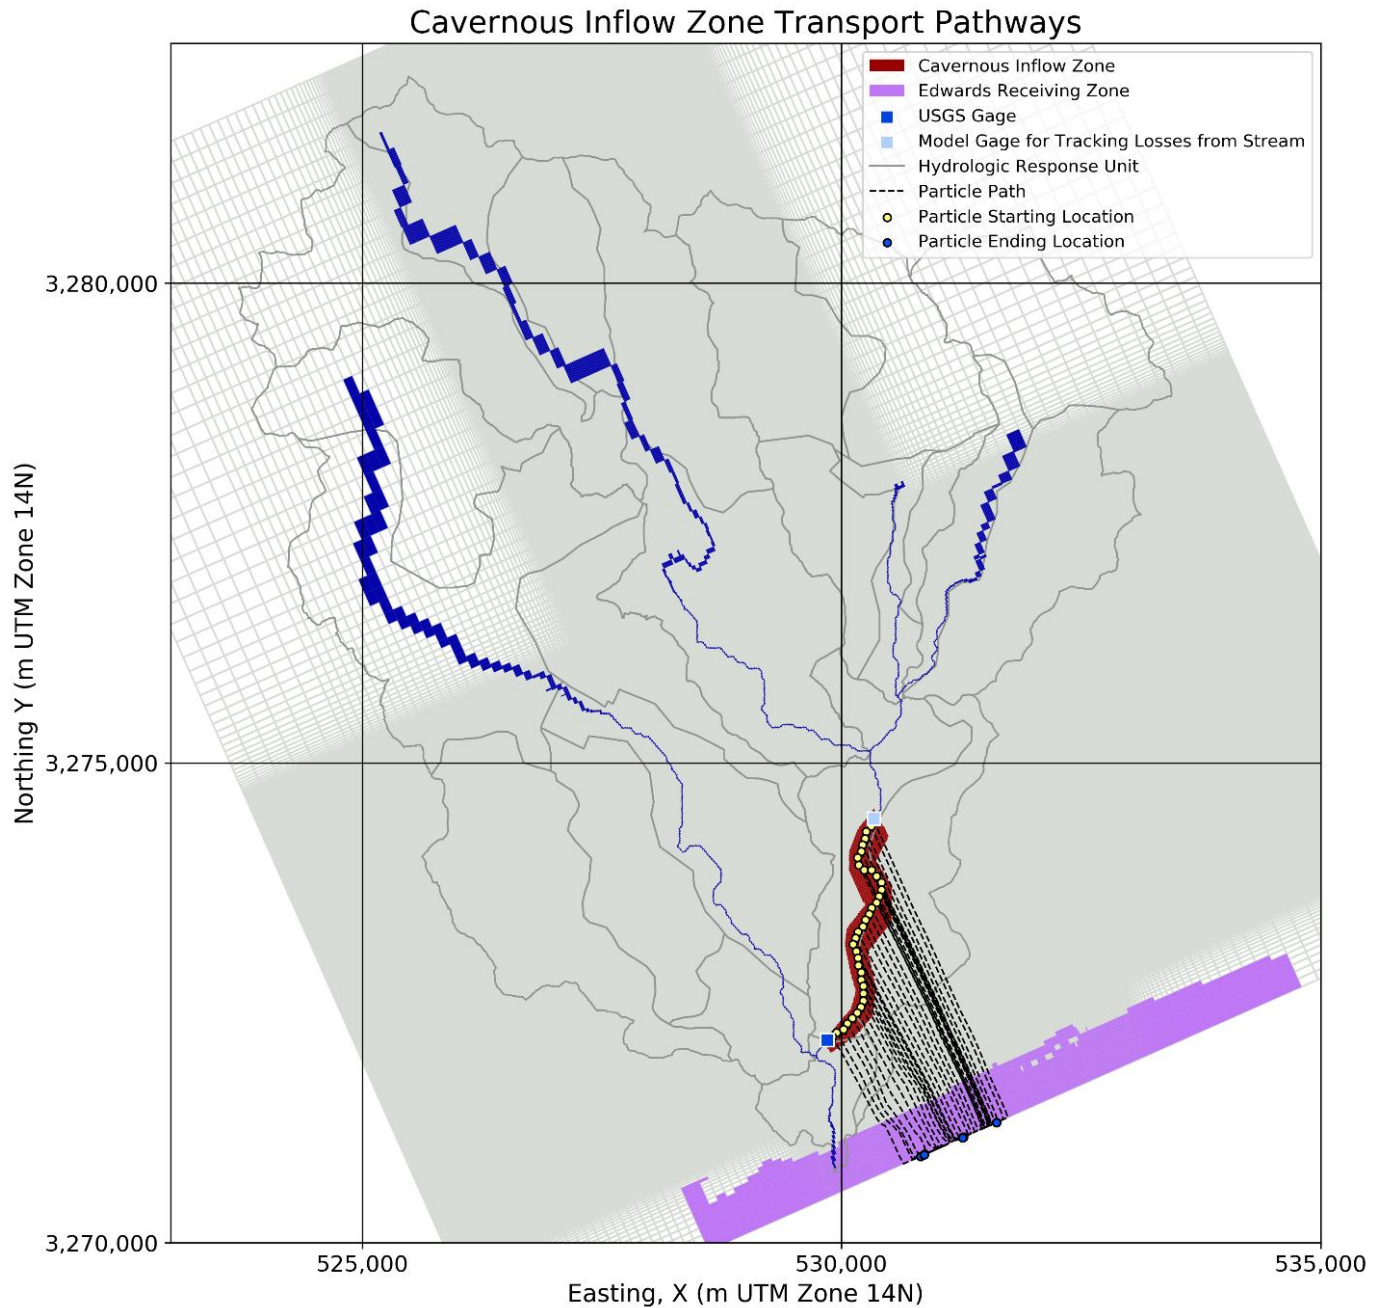 Cavernous Inflow Zone Transport Pathways
Cavernous Inflow Zone
Edwards Receiving Zone
USGS Gage
Model Gage for Tracking Losses from Stream
Hydrologic Response Unit
Particle Path
Particle Starting Location
Particle Ending Location
3,280,000
3,275,000
3,270,000
Northing Y (m UTM Zone 14N)
525,000
530,000
535,000
Easting, X (m UTM Zone 14N)